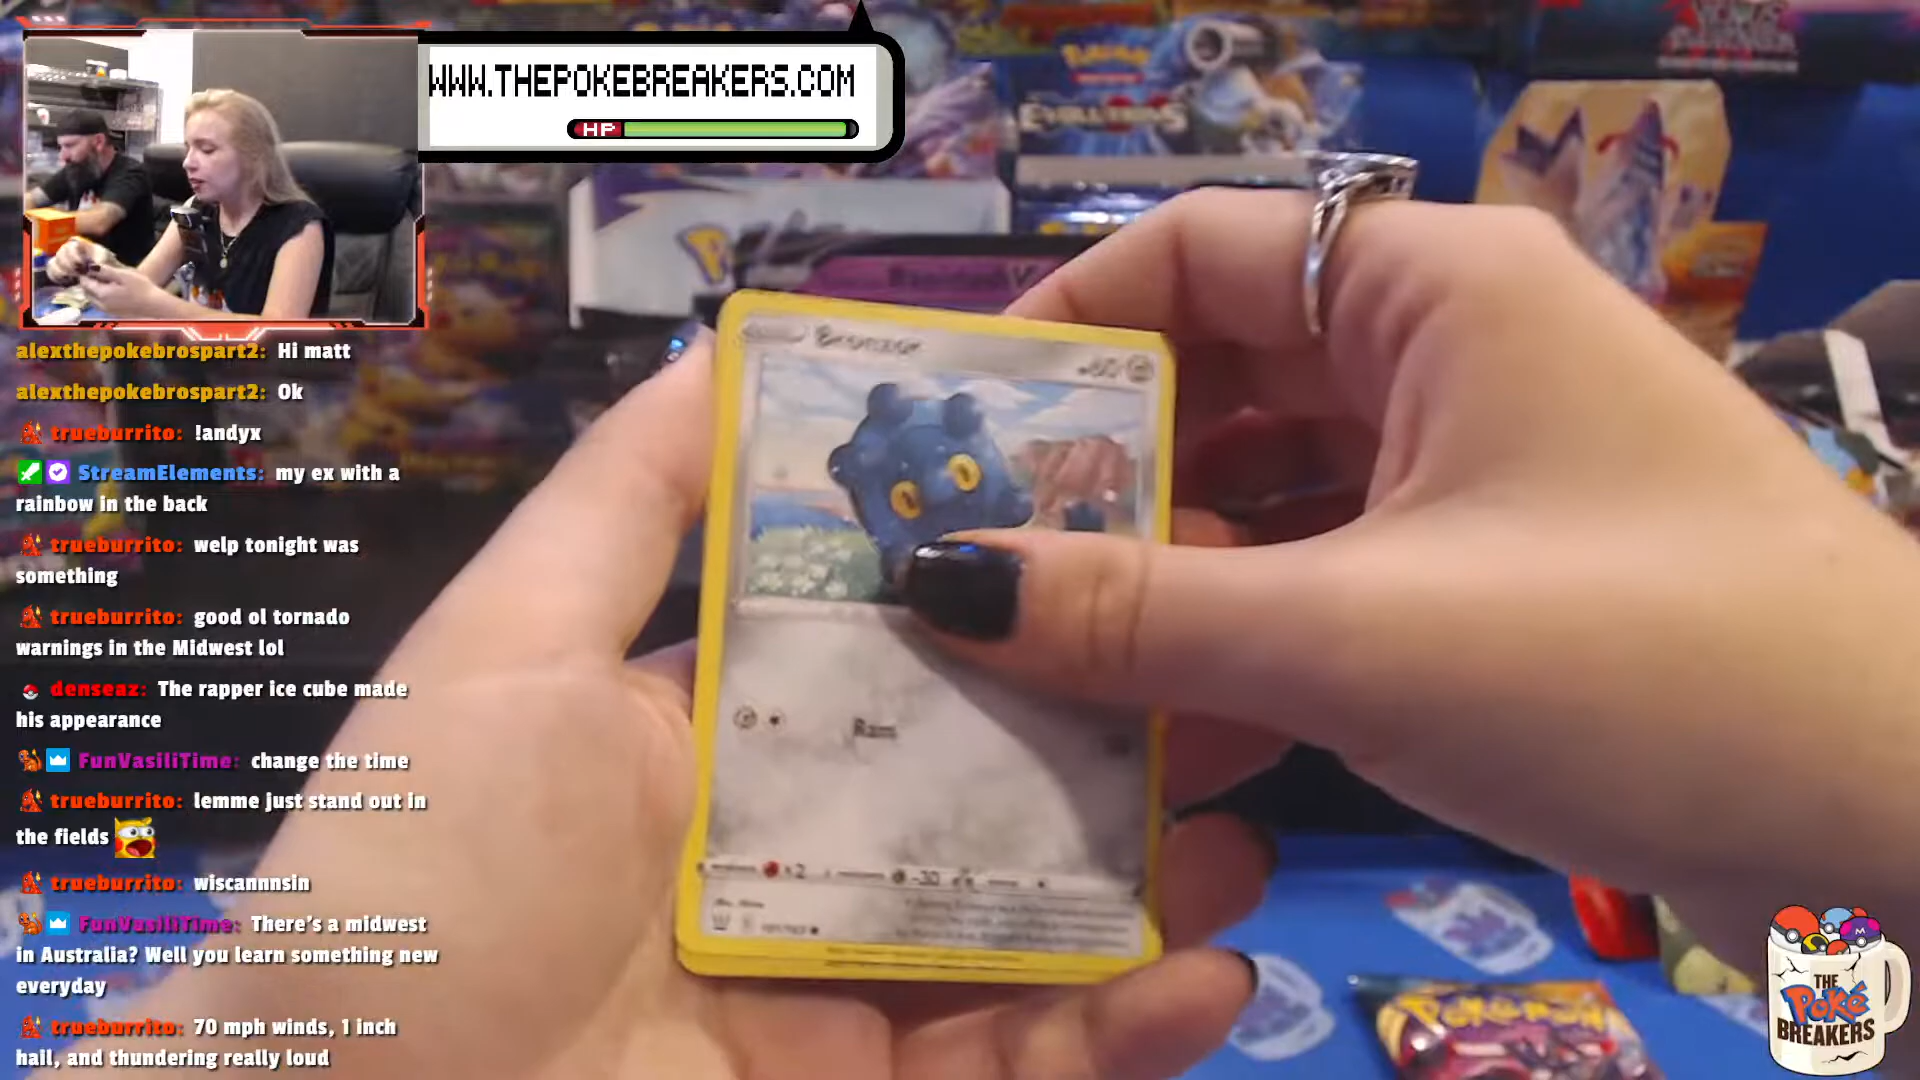 WWW.THEPOKEBREAKERS.COM
HP
alexthepokebrospart2: Hi matt
alexthepokebrospart2: Ok
trueburrito: !andyx
StreamElements: my ex with a
rainbow in the back
trueburrito: welp tonight was
something
trueburrito: good ol tornado
warnings in the Midwest lol
denseaz: The rapper ice cube made
his appearance
FunVasiliTime: change the time
trueburrito: lemme just stand out in
the fields
trueburrito: wiscannnsin
FunVasiliTime: There's a midwest
in Australia? Well you learn something new
everyday
trueburrito: 70 mph winds, 1 inch
hail, and thundering really loud
Pokémon
EVOLUTIONS
Bronzor
60
Ram
x2
-30
POKéMON
THE
Poké
BREAKERS